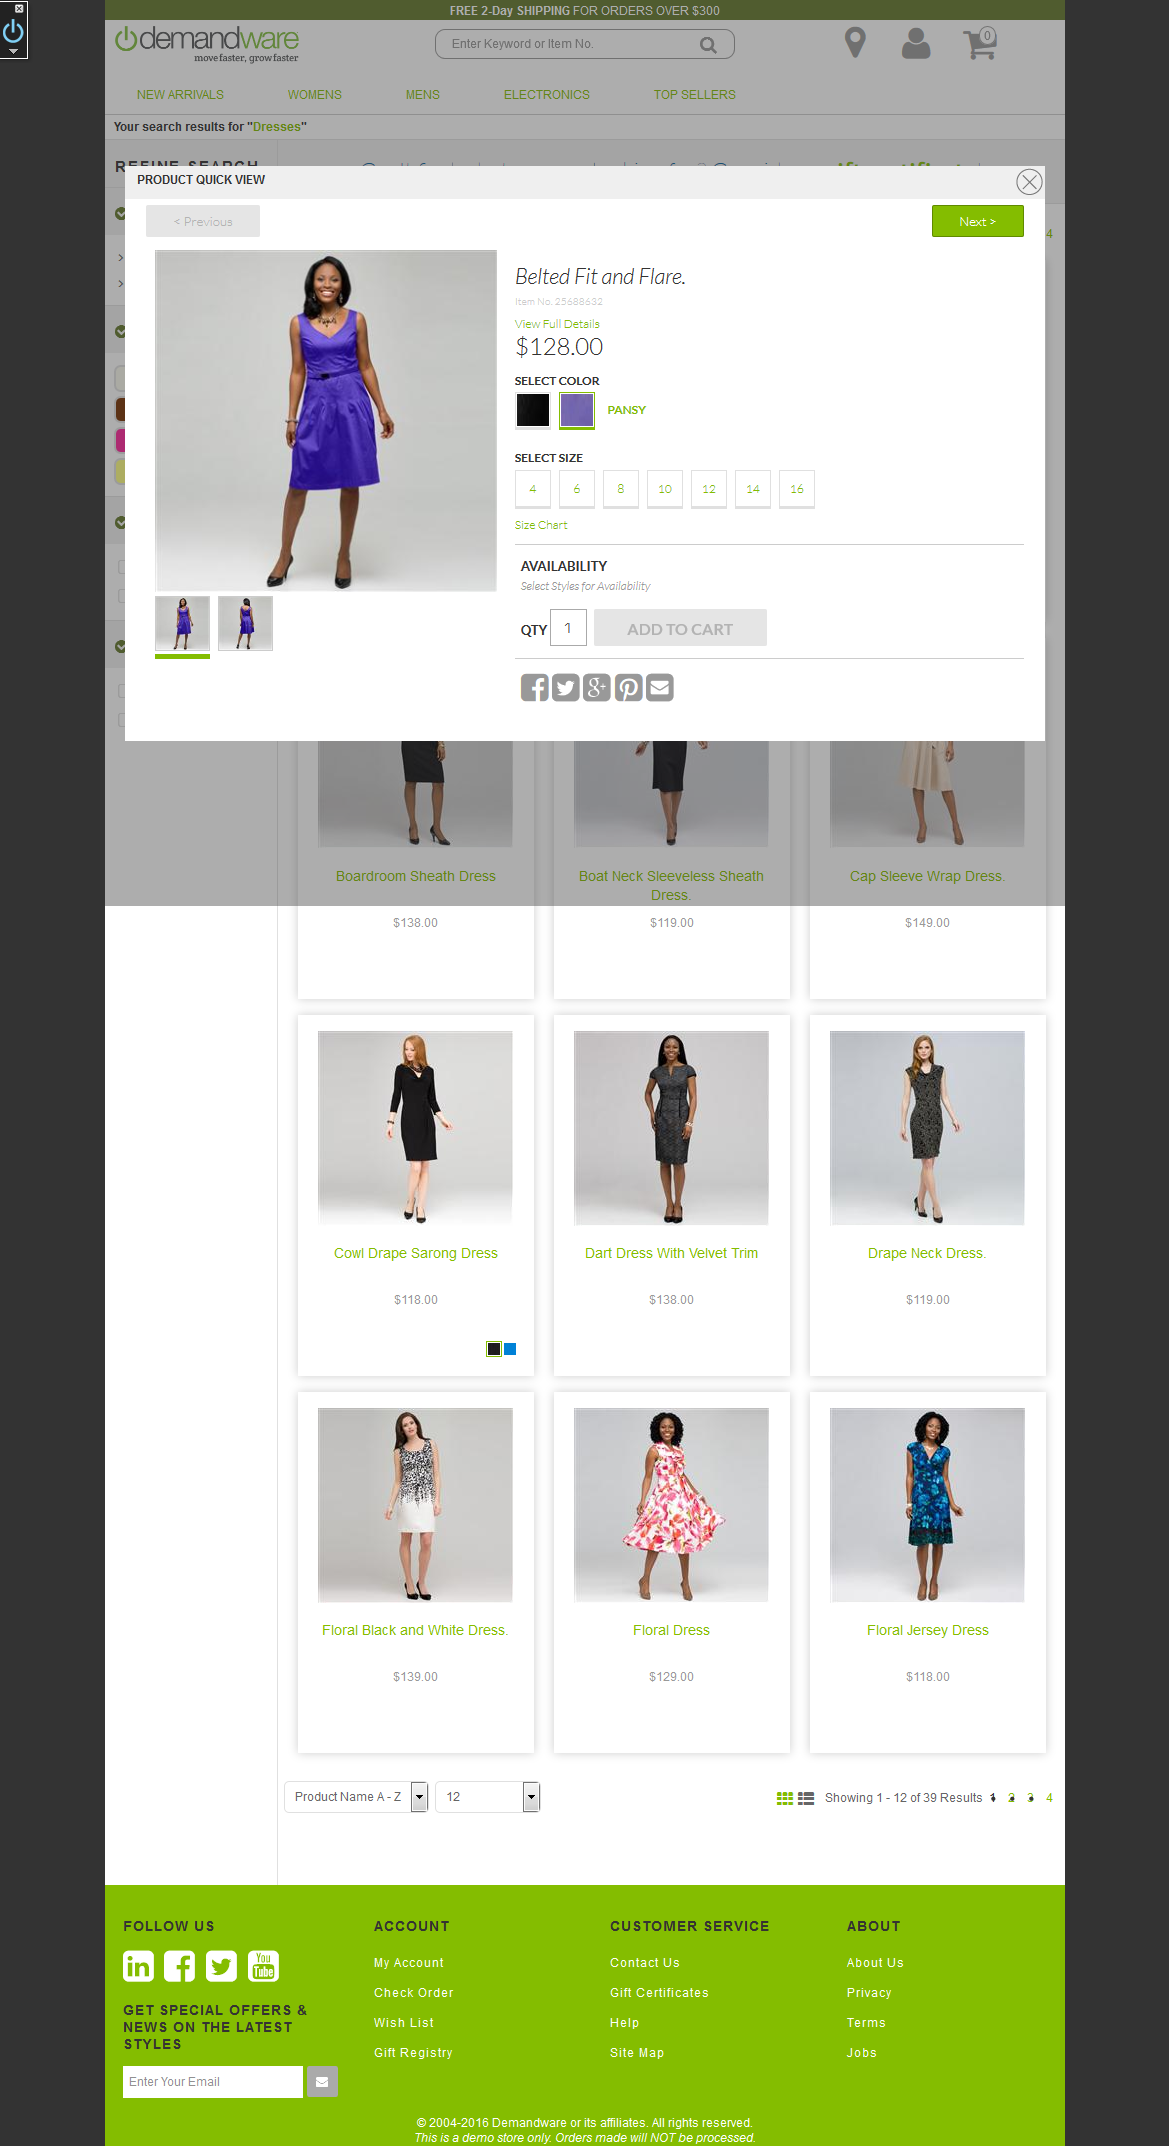 FREE 2-Day SHIPPING FOR ORDERS OVER $300
demandware
move faster, grow faster
Enter Keyword or Item No.
0
NEW ARRIVALS
WOMENS
MENS
ELECTRONICS
TOP SELLERS
Your search results for "Dresses"
REFINE SEARCH
PRODUCT QUICK VIEW
< Previous
Next >
4
Belted Fit and Flare.
Item No. 25688632
View Full Details
$128.00
SELECT COLOR
PANSY
SELECT SIZE
4 6 8 10 12 14 16
Size Chart
AVAILABILITY
Select Styles for Availability
QTY 1 ADD TO CART
Boardroom Sheath Dress
$138.00
Boat Neck Sleeveless Sheath
Dress.
$119.00
Cap Sleeve Wrap Dress.
$149.00
Cowl Drape Sarong Dress
$118.00
Dart Dress With Velvet Trim
$138.00
Drape Neck Dress.
$119.00
Floral Black and White Dress.
$139.00
Floral Dress
$129.00
Floral Jersey Dress
$118.00
Product Name A - Z
12
Showing 1 - 12 of 39 Results 1 2 3 4
FOLLOW US
You Tube
GET SPECIAL OFFERS &
NEWS ON THE LATEST
STYLES
Enter Your Email
ACCOUNT
My Account
Check Order
Wish List
Gift Registry
CUSTOMER SERVICE
Contact Us
Gift Certificates
Help
Site Map
ABOUT
About Us
Privacy
Terms
Jobs
© 2004-2016 Demandware or its affiliates. All rights reserved.
This is a demo store only. Orders made will NOT be processed.